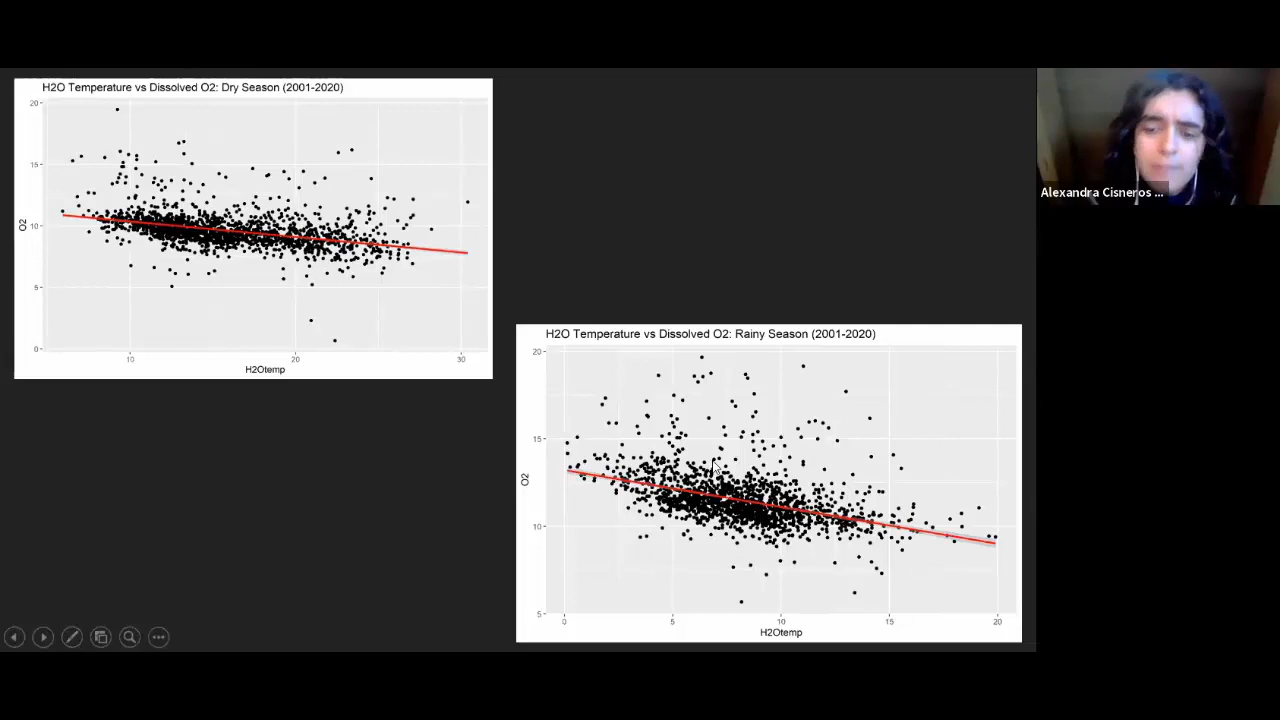 H2O Temperature vs Dissolved O2: Dry Season (2001-2020)
20
15
10
5
0
O2
10
20
30
H2Otemp
Alexandra Cisneros ...
H2O Temperature vs Dissolved O2: Rainy Season (2001-2020)
20
15
10
5
O2
0
5
10
15
20
H2Otemp